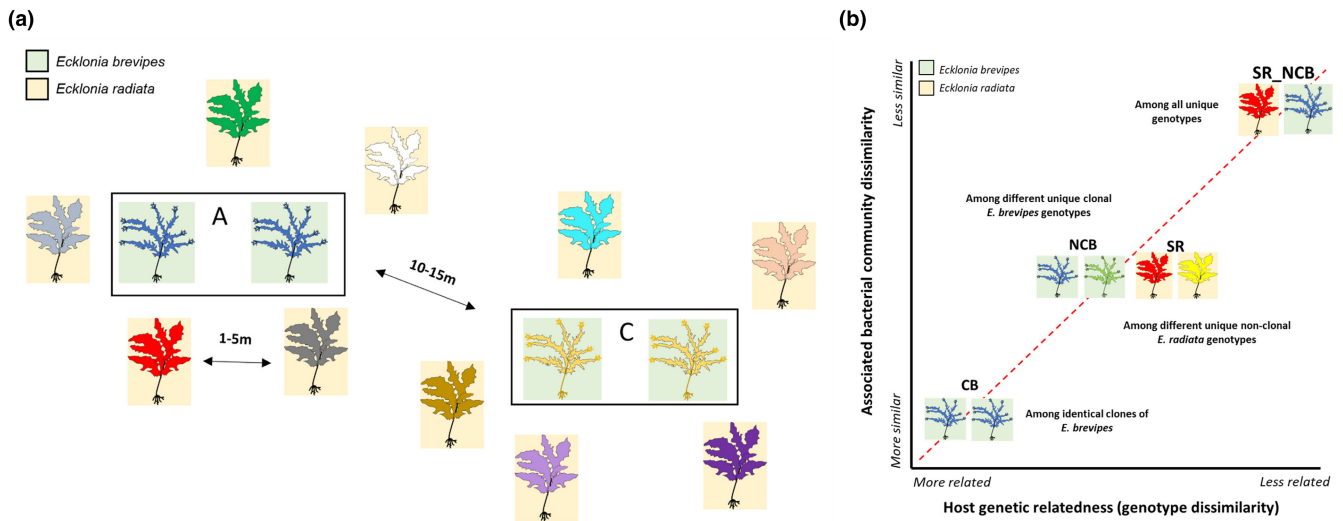 (a)
Ecklonia brevipes
Ecklonia radiata
A
10-15m
1-5m
C
(b)
Ecklonia brevipes
Ecklonia radiata
Less similar
Associated bacterial community dissimilarity
More similar
SR_NCB
Among all unique
genotypes
Among different unique clonal
E. brevipes genotypes
NCB
SR
Among different unique non-clonal
E. radiata genotypes
CB
Among identical clones of
E. brevipes
More related
Less related
Host genetic relatedness (genotype dissimilarity)